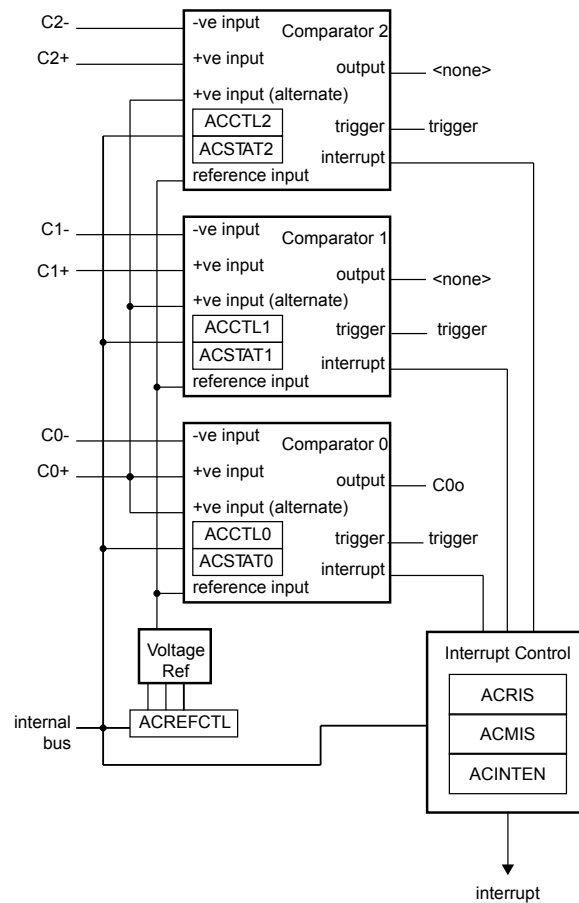 C2-
-ve input
Comparator 2
C2+
+ve input
output
<none>
+ve input (alternate)
ACCTL2
trigger
trigger
ACSTAT2
interrupt
reference input
C1-
-ve input
Comparator 1
C1+
+ve input
output
<none>
+ve input (alternate)
ACCTL1
trigger
trigger
ACSTAT1
interrupt
reference input
C0-
-ve input
Comparator 0
C0+
+ve input
output
C0o
+ve input (alternate)
ACCTL0
trigger
trigger
ACSTAT0
interrupt
reference input
Voltage
Ref
Interrupt Control
ACRIS
internal
bus
ACREFCTL
ACMIS
ACINTEN
interrupt